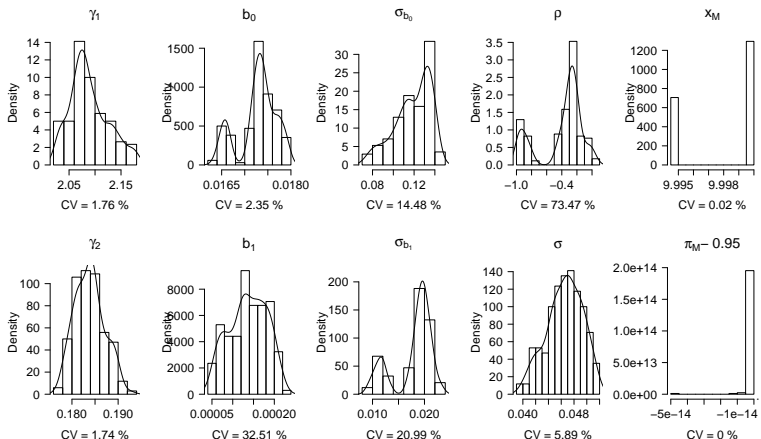 γ1
Density
0 2 4 6 8 10 12 14
2.05 2.15
CV = 1.76 %
b0
Density
0 500 1500
0.0165 0.0180
CV = 2.35 %
σb0
Density
0 5 10 15 20 25 30
0.08 0.12
CV = 14.48 %
ρ
Density
0.0 0.5 1.0 1.5 2.0 2.5 3.0 3.5
−1.0 −0.4
CV = 73.47 %
xM
Density
0 200 400 600 800 1000 1200
9.995 9.998
CV = 0.02 %
γ2
Density
0 20 40 60 80 100
0.180 0.190
CV = 1.74 %
b1
Density
0 2000 4000 6000 8000
0.00005 0.00020
CV = 32.51 %
σb1
Density
0 50 100 150 200
0.010 0.020
CV = 20.99 %
σ
Density
0 20 40 60 80 100 120 140
0.040 0.048
CV = 5.89 %
πM − 0.95
Density
0.0e+00 5.0e+13 1.0e+14 1.5e+14 2.0e+14
−5e−14 −1e−14
CV = 0 %